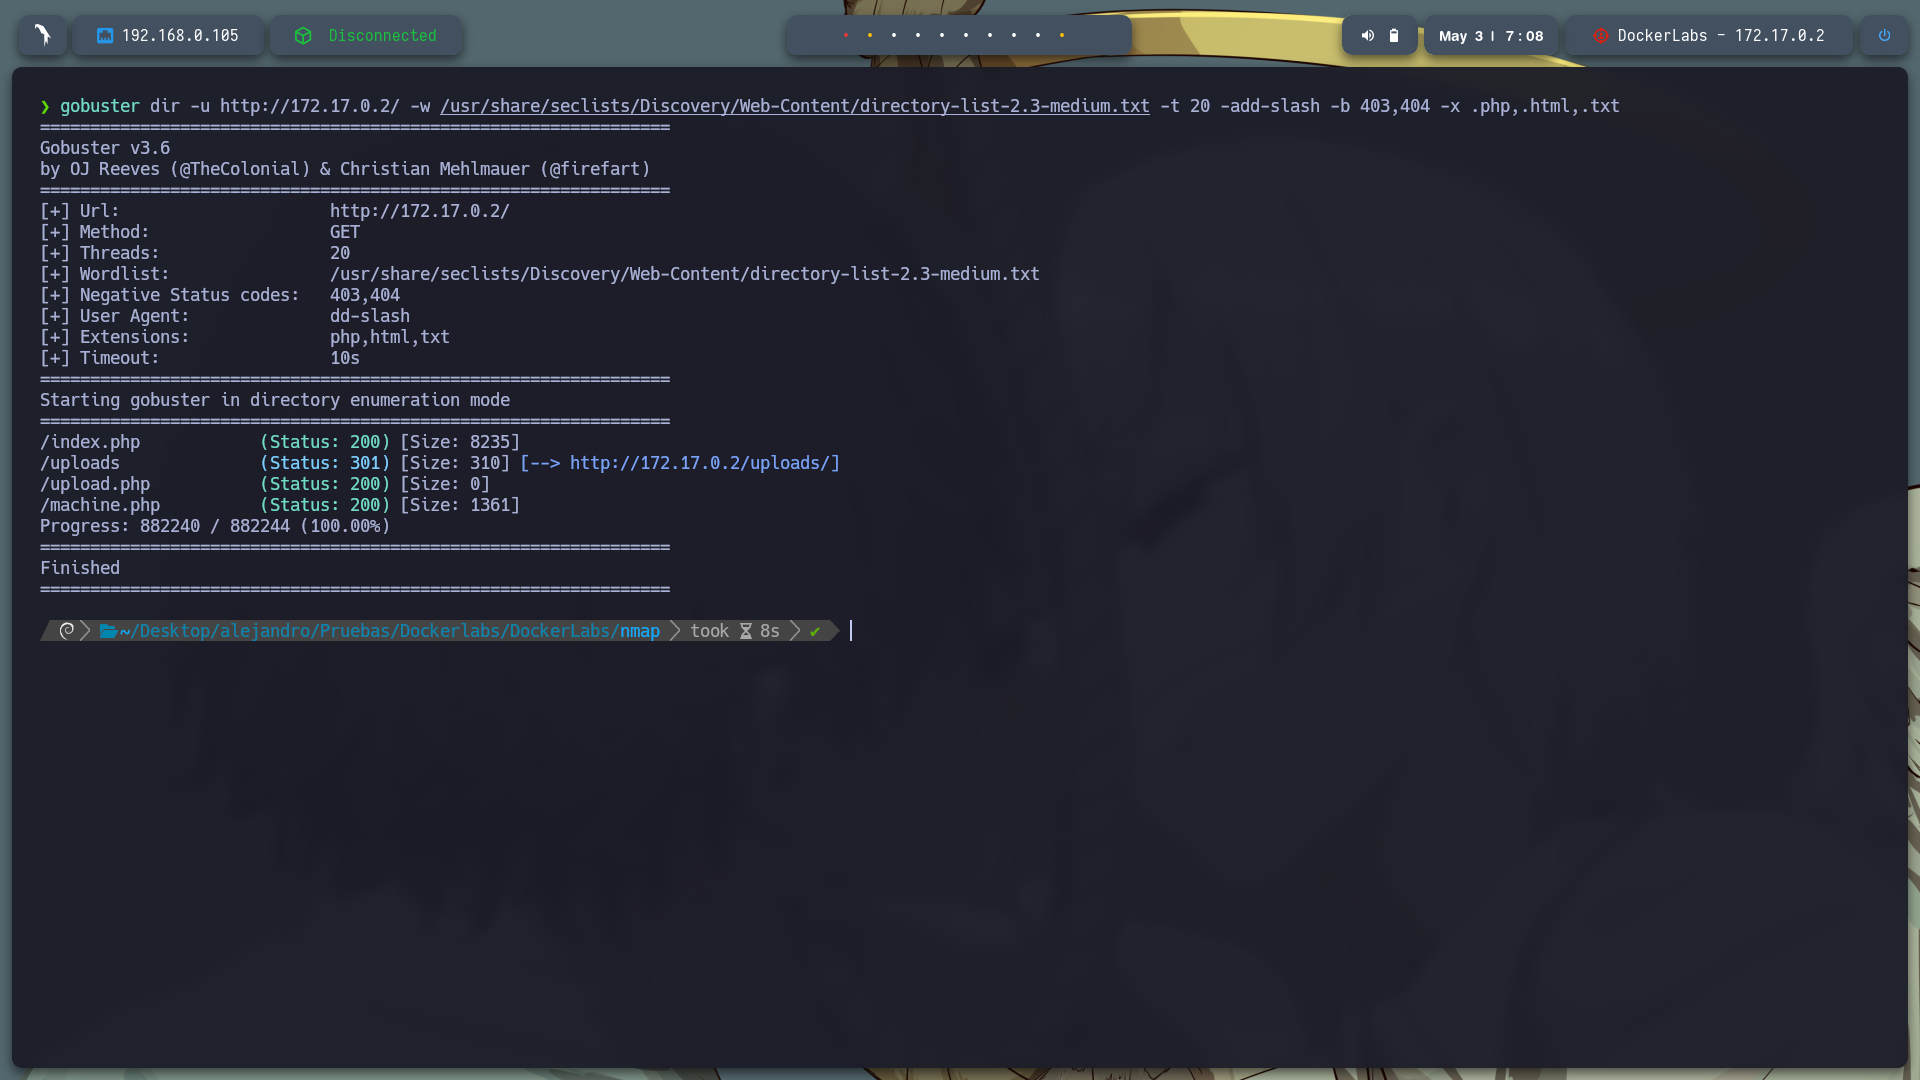 192.168.0.105
Disconnected
May 3 | 7:08
DockerLabs - 172.17.0.2
❯ gobuster dir -u http://172.17.0.2/ -w /usr/share/seclists/Discovery/Web-Content/directory-list-2.3-medium.txt -t 20 -add-slash -b 403,404 -x .php,.html,.txt
===============================================================
Gobuster v3.6
by OJ Reeves (@TheColonial) & Christian Mehlmauer (@firefart)
===============================================================
[+] Url:                     http://172.17.0.2/
[+] Method:                  GET
[+] Threads:                 20
[+] Wordlist:                /usr/share/seclists/Discovery/Web-Content/directory-list-2.3-medium.txt
[+] Negative Status codes:   403,404
[+] User Agent:              dd-slash
[+] Extensions:              php,html,txt
[+] Timeout:                 10s
===============================================================
Starting gobuster in directory enumeration mode
===============================================================
/index.php            (Status: 200) [Size: 8235]
/uploads              (Status: 301) [Size: 310] [--> http://172.17.0.2/uploads/]
/upload.php           (Status: 200) [Size: 0]
/machine.php          (Status: 200) [Size: 1361]
Progress: 882240 / 882244 (100.00%)
===============================================================
Finished
===============================================================
~/Desktop/alejandro/Pruebas/Dockerlabs/DockerLabs/nmap took 8s ✔